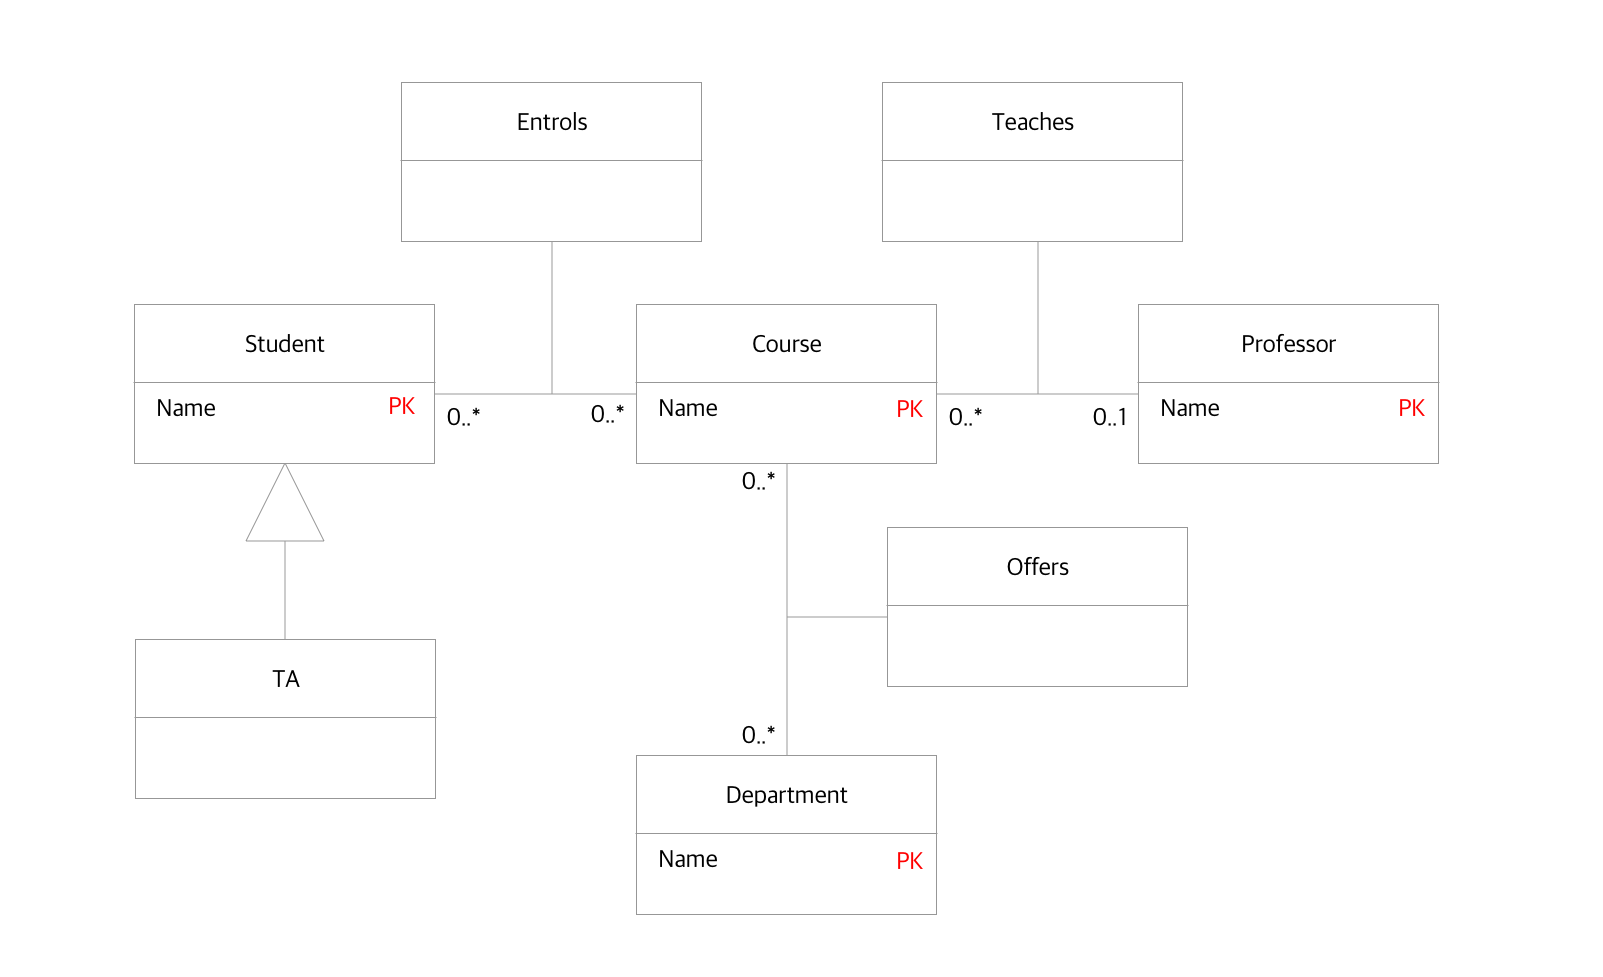 Entrols
Teaches
Student
Course
Professor
Name PK
0..*
0..*
Name PK
0..*
0..1
Name PK
0..*
Offers
TA
0..*
Department
Name PK